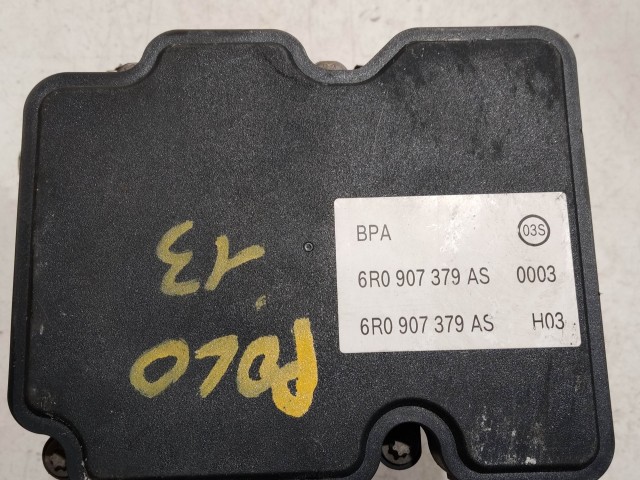 BPA 03S
6R0 907 379 AS 0003
6R0 907 379 AS H03
POLO
13